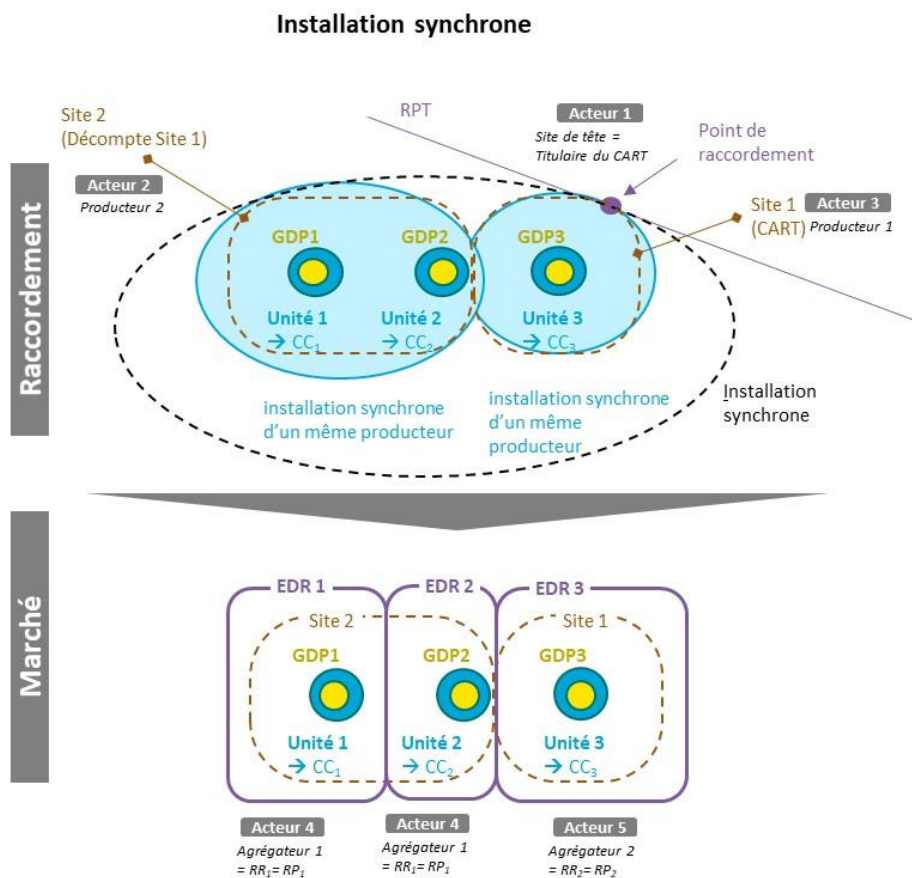 Installation synchrone
Site 2
(Décompte Site 1)
RPT
Acteur 1
Site de tête =
Titulaire du CART
Point de
raccordement
Acteur 2
Producteur 2
Site 1
(CART)
Acteur 3
Producteur 1
Raccordement
GDP1
GDP2
GDP3
Unité 1
→ CC₁
Unité 2
→ CC₂
Unité 3
→ CC₃
installation synchrone
d'un même producteur
installation synchrone
d'un même
producteur
Installation
synchrone
Marché
EDR 1
EDR 2
EDR 3
Site 2
Site 1
GDP1
GDP2
GDP3
Unité 1
→ CC₁
Unité 2
→ CC₂
Unité 3
→ CC₃
Acteur 4
Agrégateur 1
= RR₁= RP₁
Acteur 4
Agrégateur 1
= RR₁= RP₁
Acteur 5
Agrégateur 2
= RR₂= RP₂